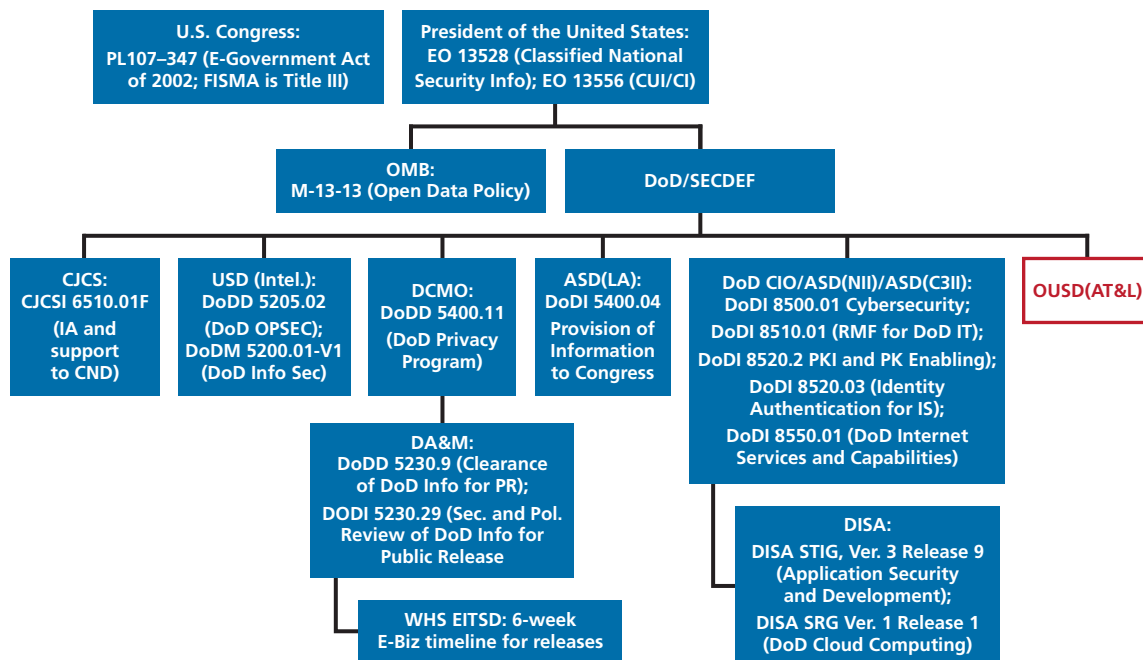 U.S. Congress:
PL107–347 (E-Government Act
of 2002; FISMA is Title III)
President of the United States:
EO 13528 (Classified National
Security Info); EO 13556 (CUI/CI)
OMB:
M-13-13 (Open Data Policy)
DoD/SECDEF
CJCS:
CJCSI 6510.01F
(IA and
support
to CND)
USD (Intel.):
DoDD 5205.02
(DoD OPSEC);
DoDM 5200.01-V1
(DoD Info Sec)
DCMO:
DoDD 5400.11
(DoD Privacy
Program)
ASD(LA):
DoDI 5400.04
Provision of
Information
to Congress
DoD CIO/ASD(NII)/ASD(C3II):
DoDI 8500.01 Cybersecurity;
DoDI 8510.01 (RMF for DoD IT);
DoDI 8520.2 PKI and PK Enabling);
DoDI 8520.03 (Identity
Authentication for IS);
DoDI 8550.01 (DoD Internet
Services and Capabilities)
OUSD(AT&L)
DA&M:
DoDD 5230.9 (Clearance
of DoD Info for PR);
DODI 5230.29 (Sec. and Pol.
Review of DoD Info for
Public Release
WHS EITSD: 6-week
E-Biz timeline for releases
DISA:
DISA STIG, Ver. 3 Release 9
(Application Security
and Development);
DISA SRG Ver. 1 Release 1
(DoD Cloud Computing)